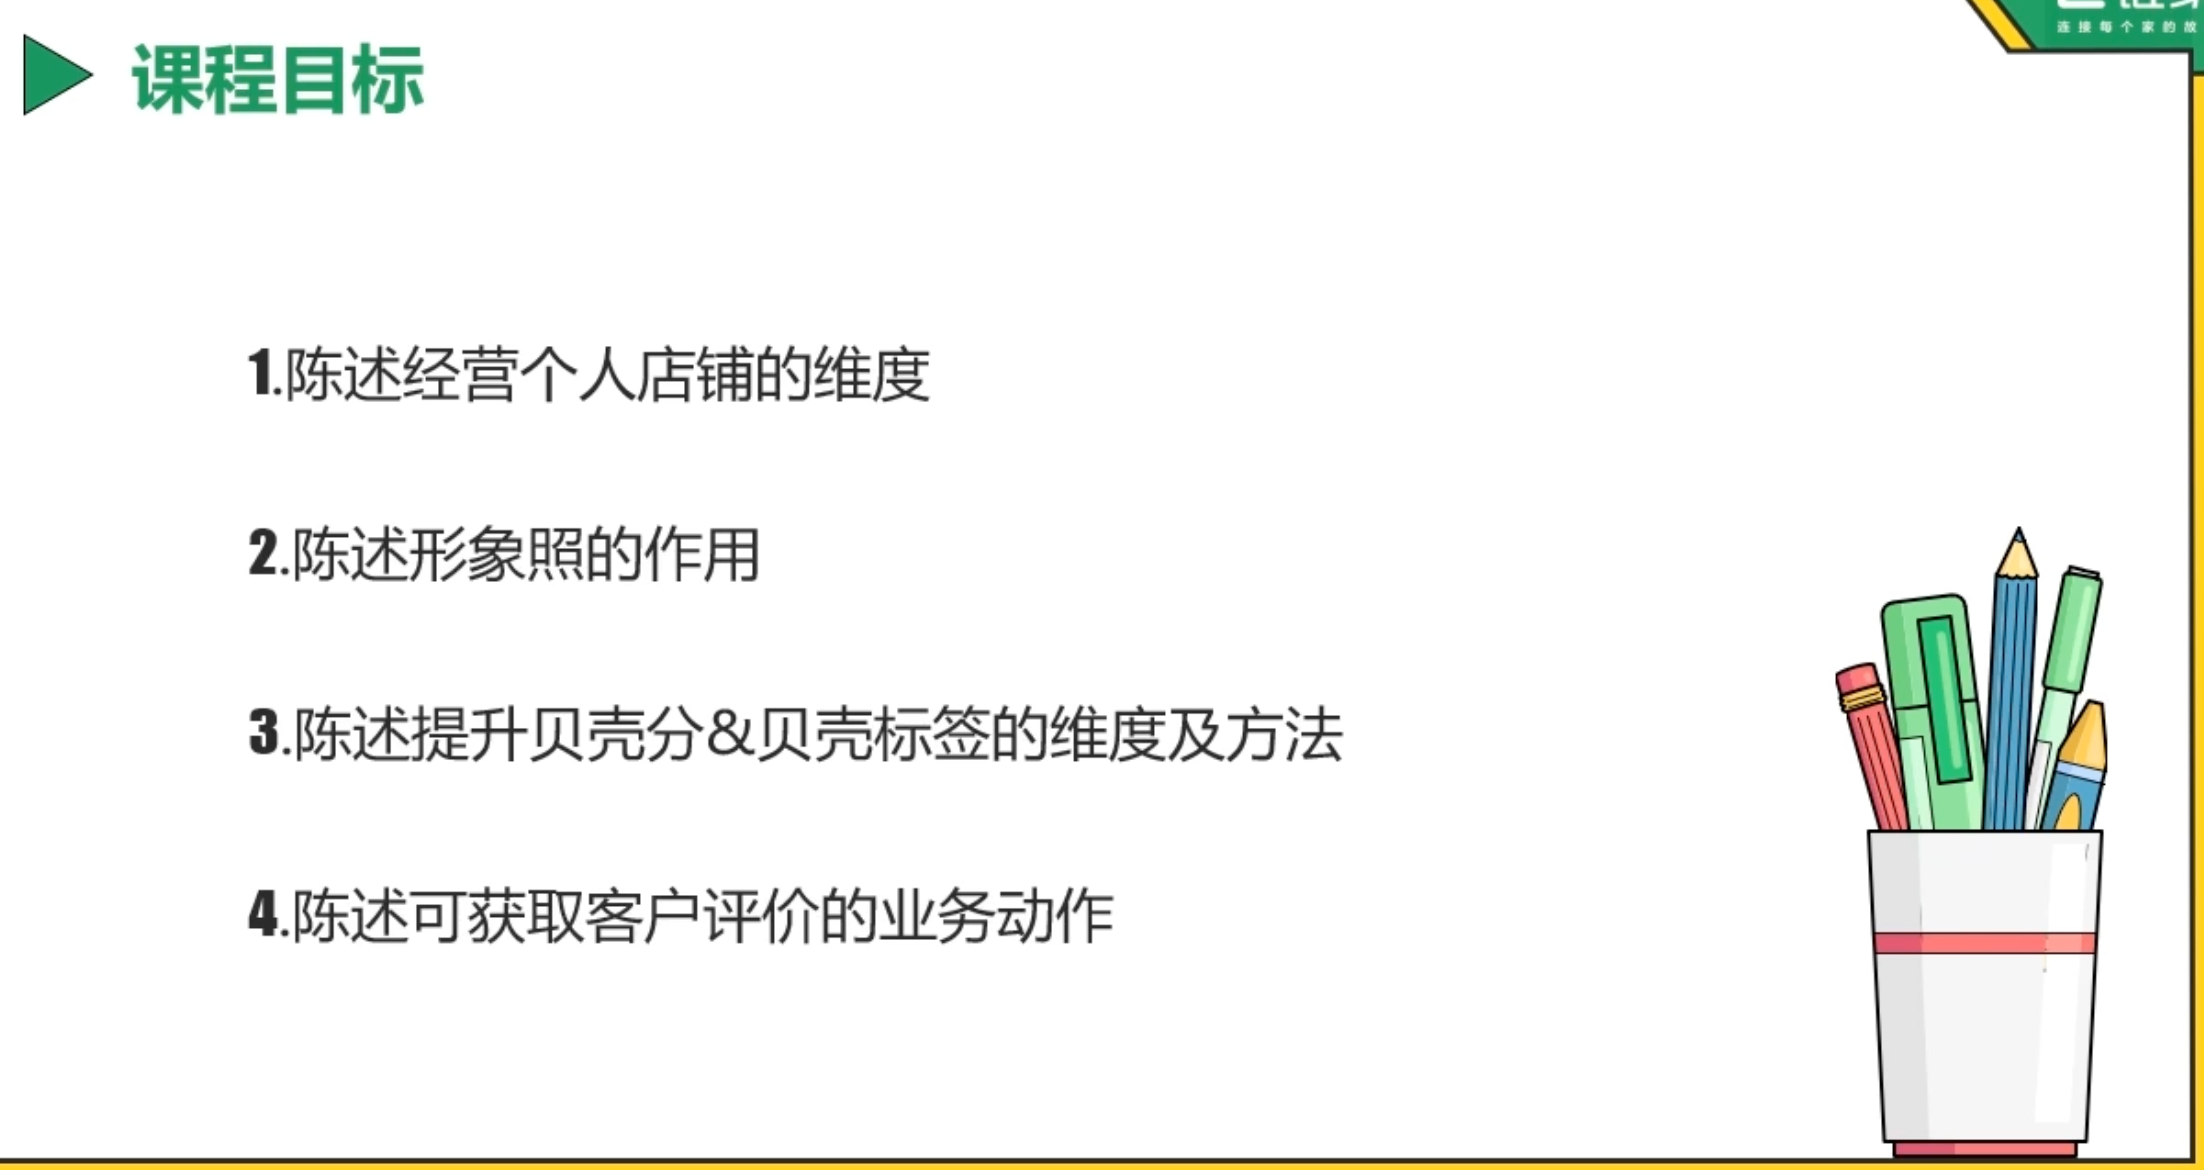 课程目标
连接每个家的故
1.陈述经营个人店铺的维度
2.陈述形象照的作用
3.陈述提升贝壳分&贝壳标签的维度及方法
4.陈述可获取客户评价的业务动作